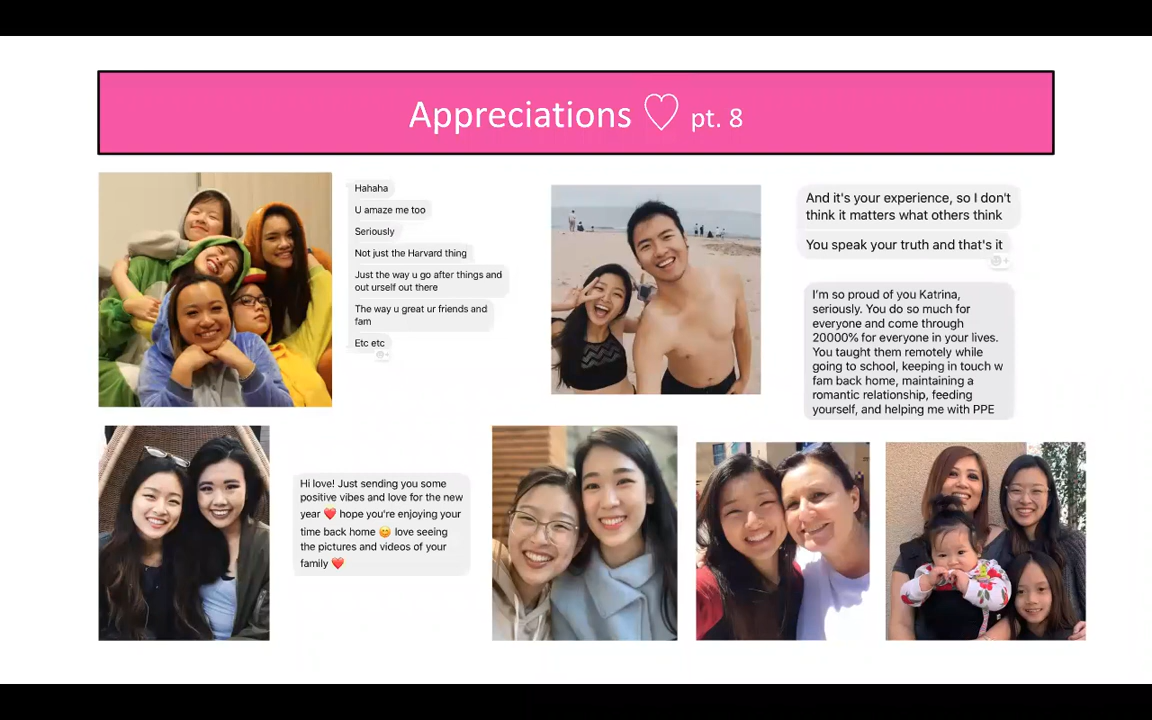 Appreciations ♡ pt. 8
Hahaha
U amaze me too
Seriously
Not just the Harvard thing
Just the way u go after things and
out urself out there
The way u great ur friends and
fam
Etc etc
And it's your experience, so I don't
think it matters what others think
You speak your truth and that's it
I'm so proud of you Katrina,
seriously. You do so much for
everyone and come through
20000% for everyone in your lives.
You taught them remotely while
going to school, keeping in touch w
fam back home, maintaining a
romantic relationship, feeding
yourself, and helping me with PPE
Hi love! Just sending you some
positive vibes and love for the new
year ❤️ hope you're enjoying your
time back home 😊 love seeing
the pictures and videos of your
family ❤️